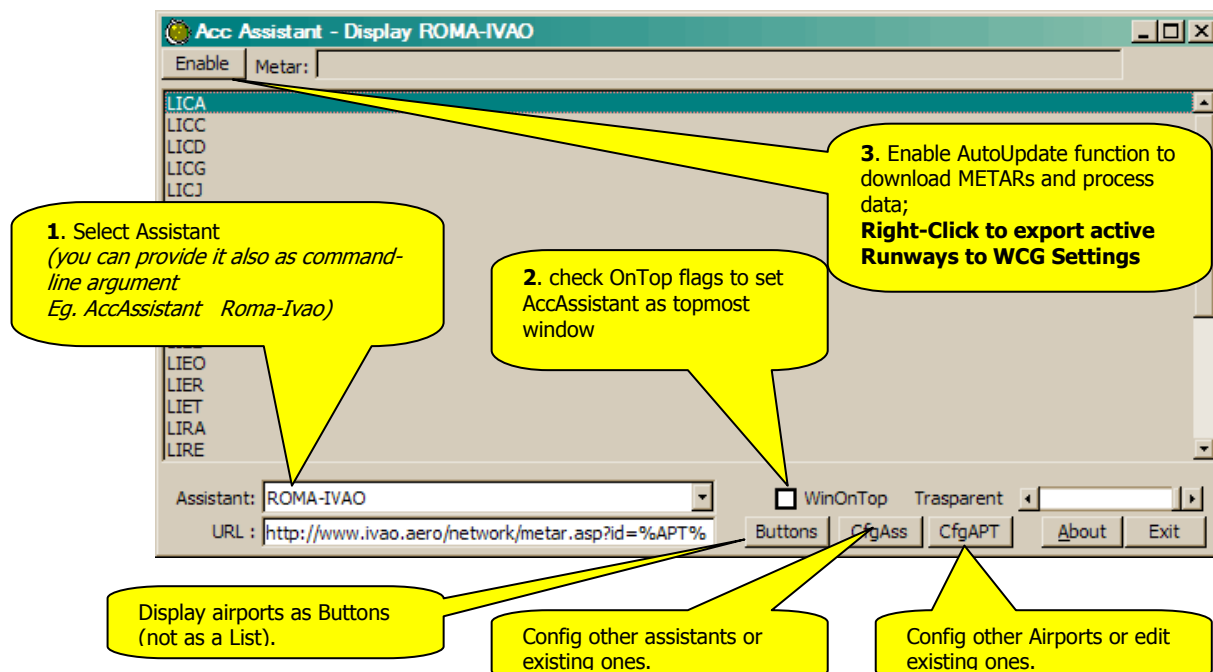 Acc Assistant - Display ROMA-IVAO
Enable Metar:
LICA
LICC
LICD
LICG
LICJ
3. Enable AutoUpdate function to
download METARs and process
data;
Right-Click to export active
Runways to WCG Settings
1. Select Assistant
(you can provide it also as command-
line argument
Eg. AccAssistant Roma-Ivao)
2. check OnTop flags to set
AccAssistant as topmost
window
LIEO
LIER
LIET
LIRA
LIRE
Assistant: ROMA-IVAO
WinOnTop Trasparent
URL : http://www.ivao.aero/network/metar.asp?id=%APT%
Buttons CfgAss CfgAPT About Exit
Display airports as Buttons
(not as a List).
Config other assistants or
existing ones.
Config other Airports or edit
existing ones.